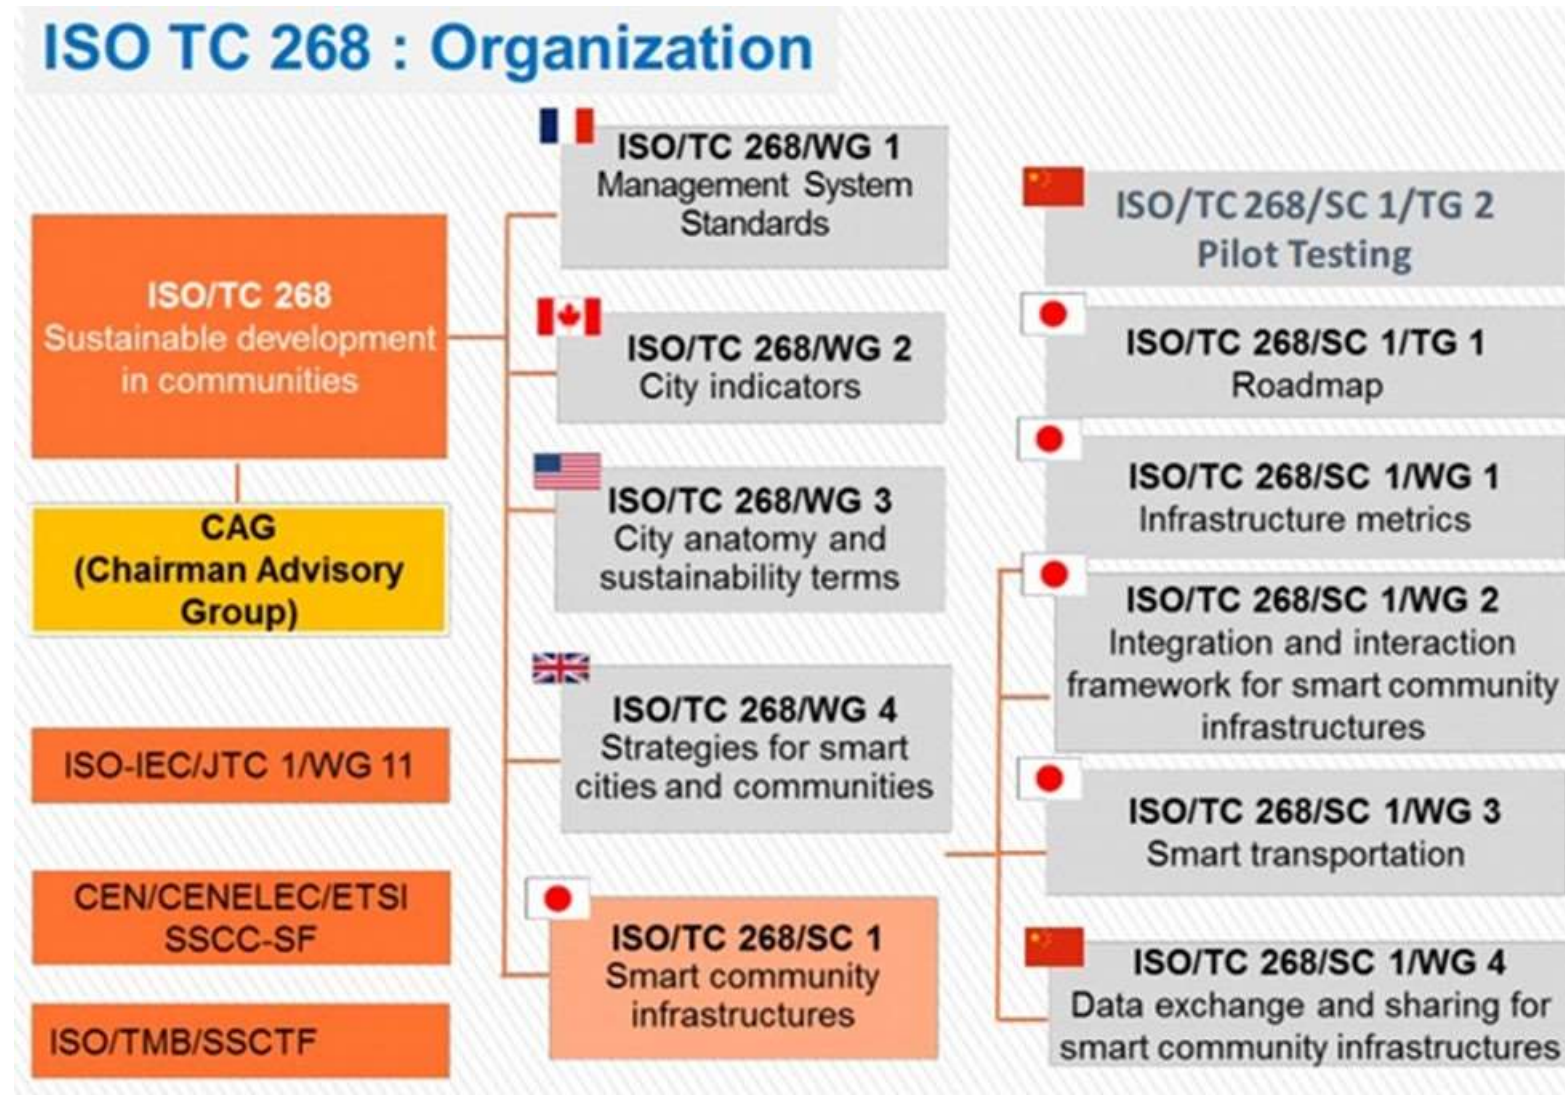 ISO TC 268 : Organization
ISO/TC 268
Sustainable development
in communities
CAG
(Chairman Advisory
Group)
ISO-IEC/JTC 1/WG 11
CEN/CENELEC/ETSI
SSCC-SF
ISO/TMB/SSCTF
ISO/TC 268/WG 1
Management System
Standards
ISO/TC 268/WG 2
City indicators
ISO/TC 268/WG 3
City anatomy and
sustainability terms
ISO/TC 268/WG 4
Strategies for smart
cities and communities
ISO/TC 268/SC 1
Smart community
infrastructures
ISO/TC 268/SC 1/TG 2
Pilot Testing
ISO/TC 268/SC 1/TG 1
Roadmap
ISO/TC 268/SC 1/WG 1
Infrastructure metrics
ISO/TC 268/SC 1/WG 2
Integration and interaction
framework for smart community
infrastructures
ISO/TC 268/SC 1/WG 3
Smart transportation
ISO/TC 268/SC 1/WG 4
Data exchange and sharing for
smart community infrastructures